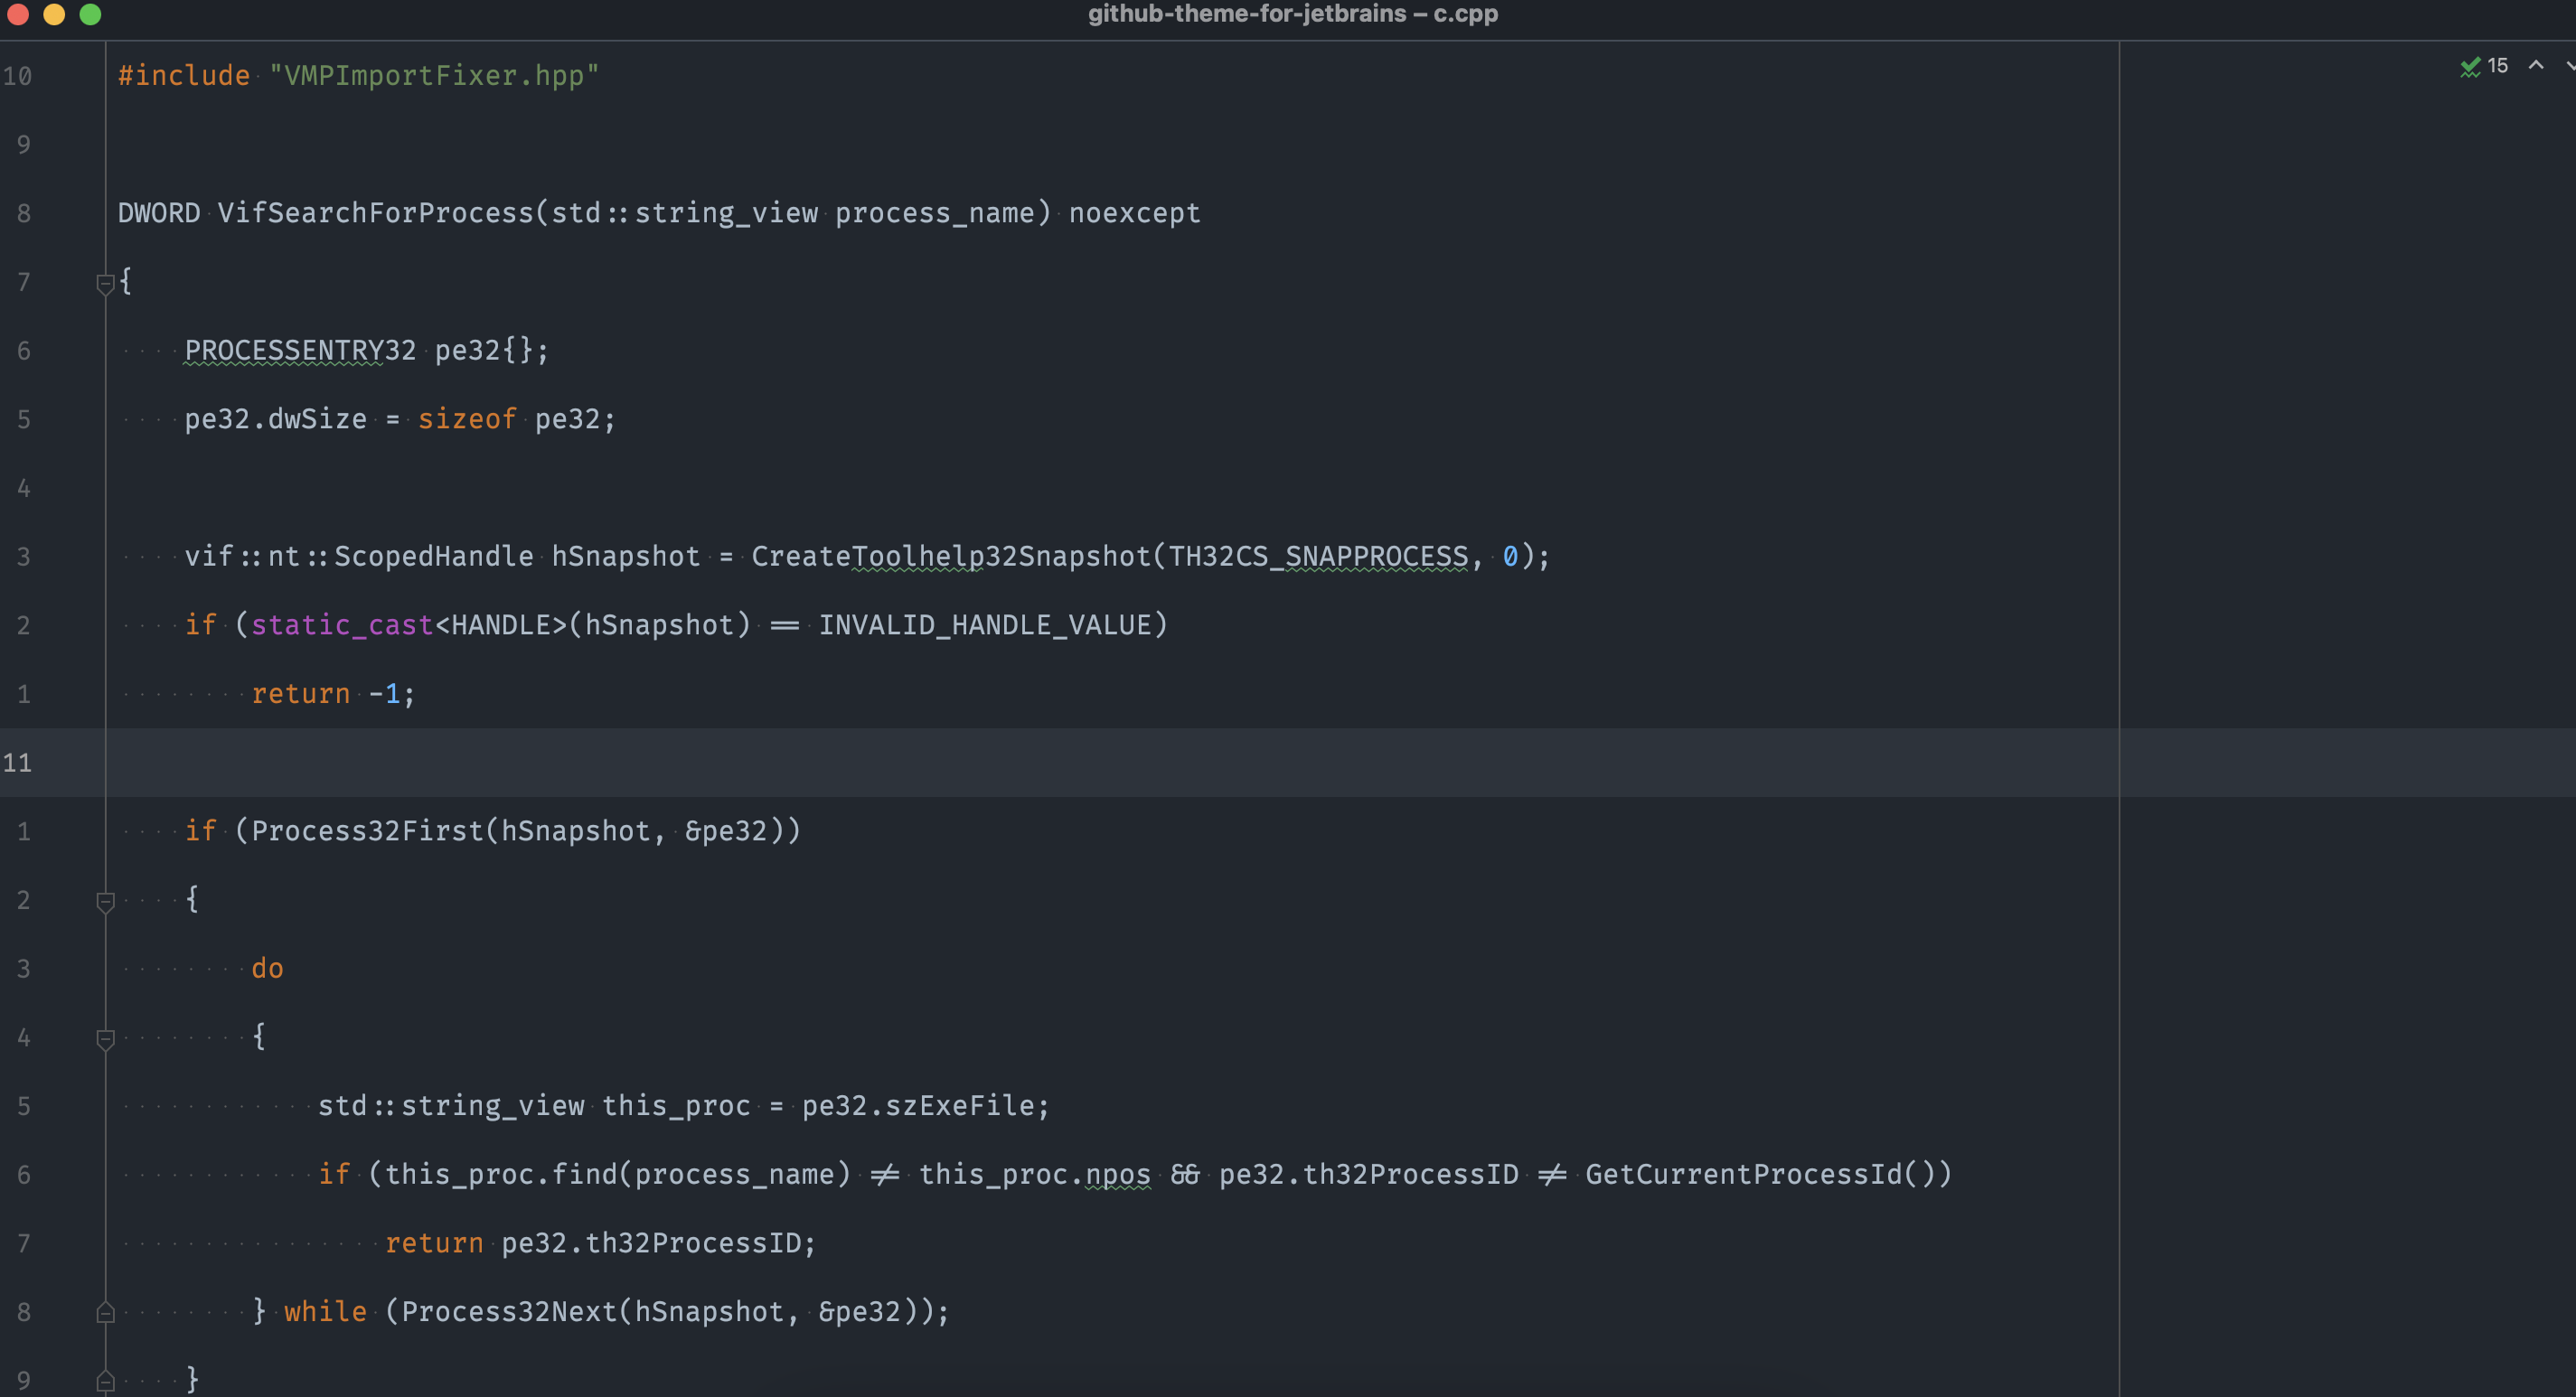 github-theme-for-jetbrains – c.cpp
15
10 #include "VMPImportFixer.hpp"
9
8 DWORD VifSearchForProcess(std::string_view process_name) noexcept
7 {
6     PROCESSENTRY32 pe32{};
5     pe32.dwSize = sizeof pe32;
4
3     vif::nt::ScopedHandle hSnapshot = CreateToolhelp32Snapshot(TH32CS_SNAPPROCESS, 0);
2     if (static_cast<HANDLE>(hSnapshot) == INVALID_HANDLE_VALUE)
1         return -1;
11
1     if (Process32First(hSnapshot, &pe32))
2     {
3         do
4         {
5             std::string_view this_proc = pe32.szExeFile;
6             if (this_proc.find(process_name) != this_proc.npos && pe32.th32ProcessID != GetCurrentProcessId())
7                 return pe32.th32ProcessID;
8         } while (Process32Next(hSnapshot, &pe32));
9     }